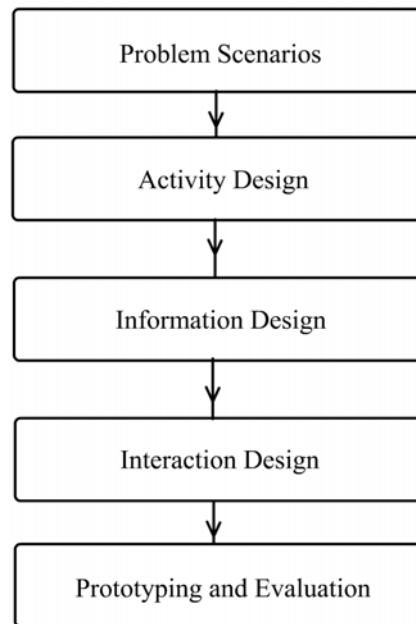 Problem Scenarios
Activity Design
Information Design
Interaction Design
Prototyping and Evaluation